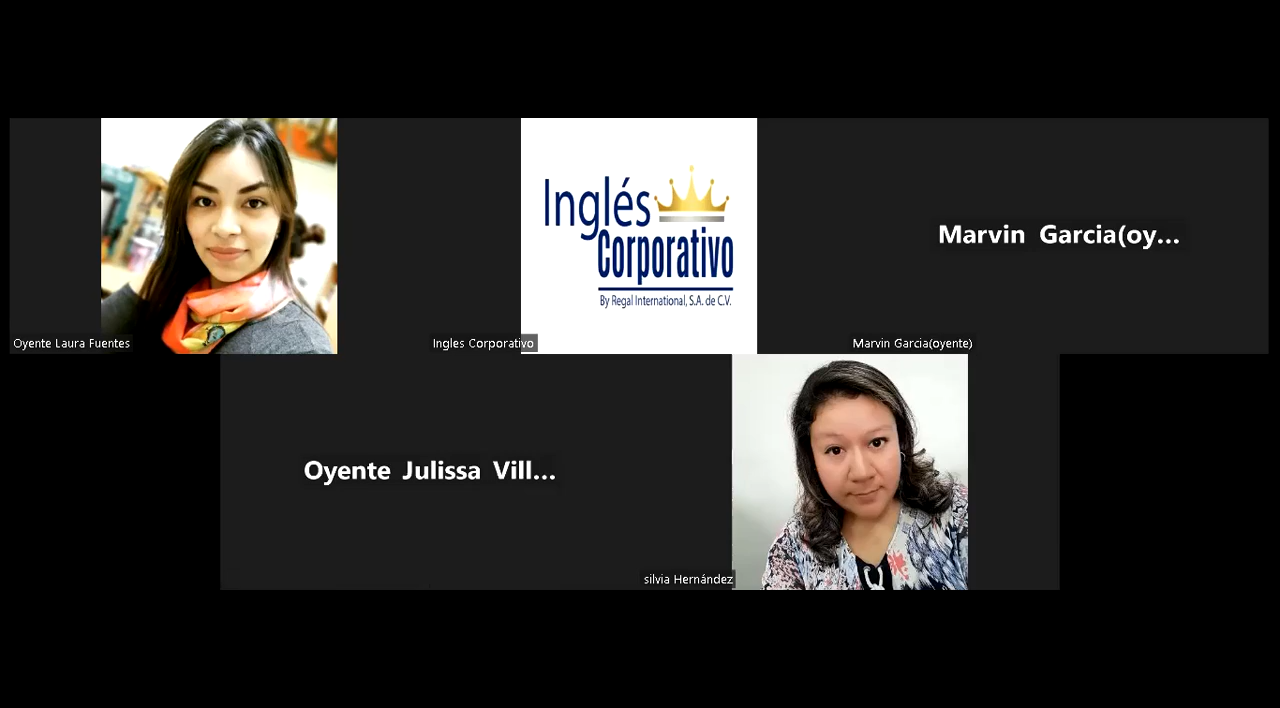 Inglés
Corporativo
By Regal International, S.A. de C.V.
Marvin Garcia(oy...
Oyente Laura Fuentes
Ingles Corporativo
Marvin Garcia(oyente)
Oyente Julissa Vill...
silvia Hernández